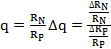 q = R_N/R_P Δq = (ΔR_N/R_N)/(ΔR_P/R_P)